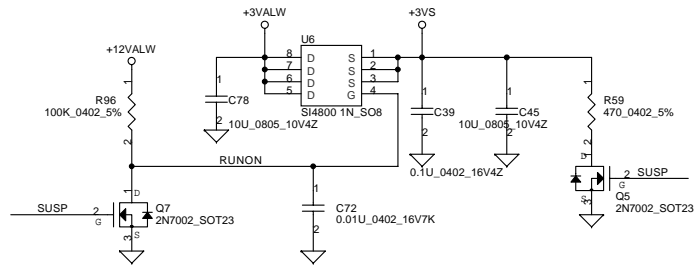 +3VALW
+3VS
+12VALW
U6
8 D S 1
7 D S 2
6 D S 3
5 D G 4
SI4800 1N_SO8
1
C78
2
10U_0805_10V4Z
1
R96
100K_0402_5%
2
1
C39
2
0.1U_0402_16V4Z
1
C45
10U_0805_10V4Z
2
1
R59
470_0402_5%
2
RUNON
1
C72
0.01U_0402_16V7K
2
SUSP
2
G
1
D
Q7
2N7002_SOT23
3
S
1
D
2
G
SUSP
Q5
2N7002_SOT23
3
S